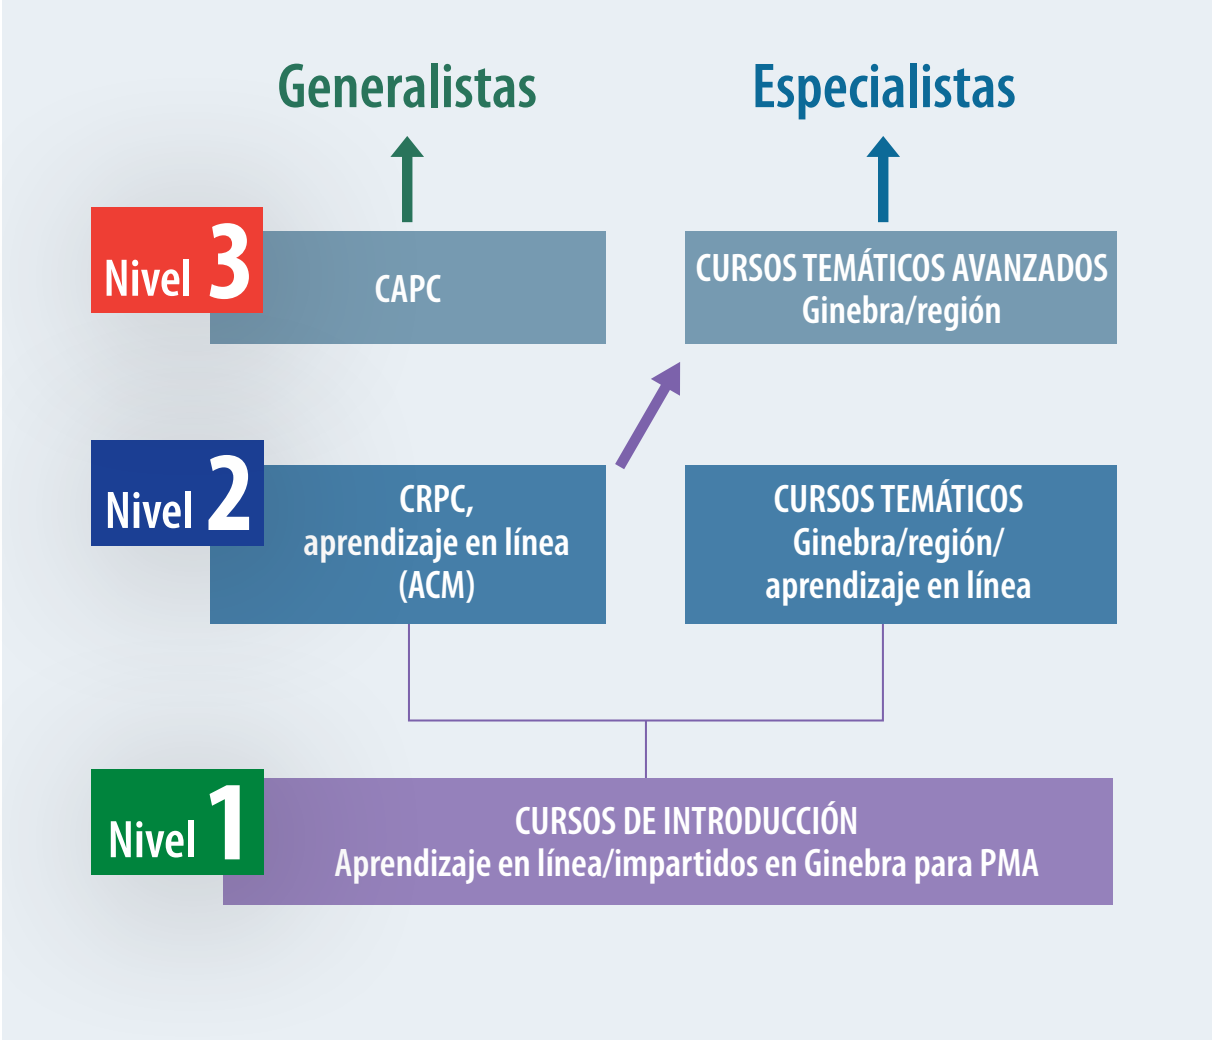 Generalistas
Especialistas
Nivel 3
CAPC
CURSOS TEMÁTICOS AVANZADOS
Ginebra/región
Nivel 2
CRPC,
aprendizaje en línea
(ACM)
CURSOS TEMÁTICOS
Ginebra/región/
aprendizaje en línea
Nivel 1
CURSOS DE INTRODUCCIÓN
Aprendizaje en línea/impartidos en Ginebra para PMA